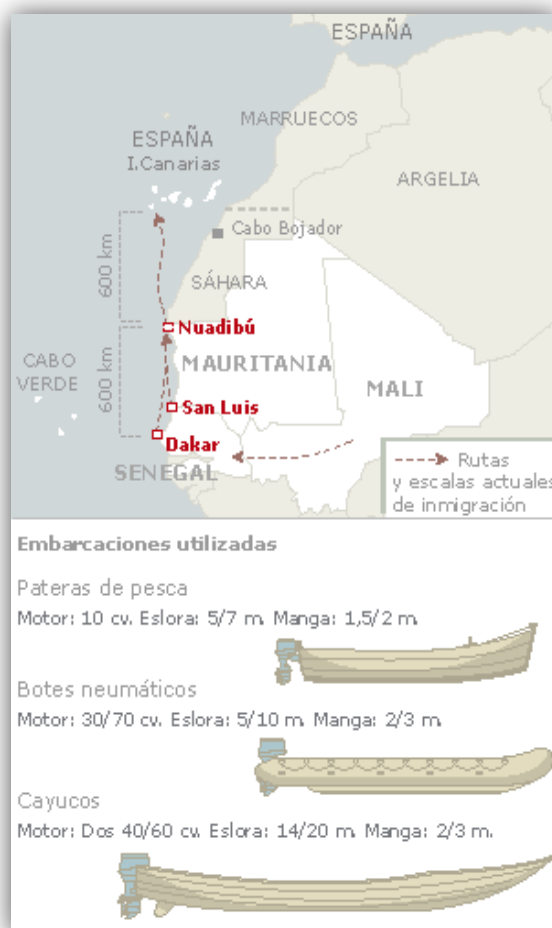 ESPAÑA
MARRUECOS
ESPAÑA
I.Canarias
ARGELIA
Cabo Bojador
600 km
SÁHARA
Nuadibú
CABO
VERDE
600 km
MAURITANIA
MALI
San Luis
Dakar
SENEGAL
Rutas
y escalas actuales
de inmigración
Embarcaciones utilizadas
Pateras de pesca
Motor: 10 cv. Eslora: 5/7 m. Manga: 1,5/2 m.
Botes neumáticos
Motor: 30/70 cv. Eslora: 5/10 m. Manga: 2/3 m.
Cayucos
Motor: Dos 40/60 cv. Eslora: 14/20 m. Manga: 2/3 m.